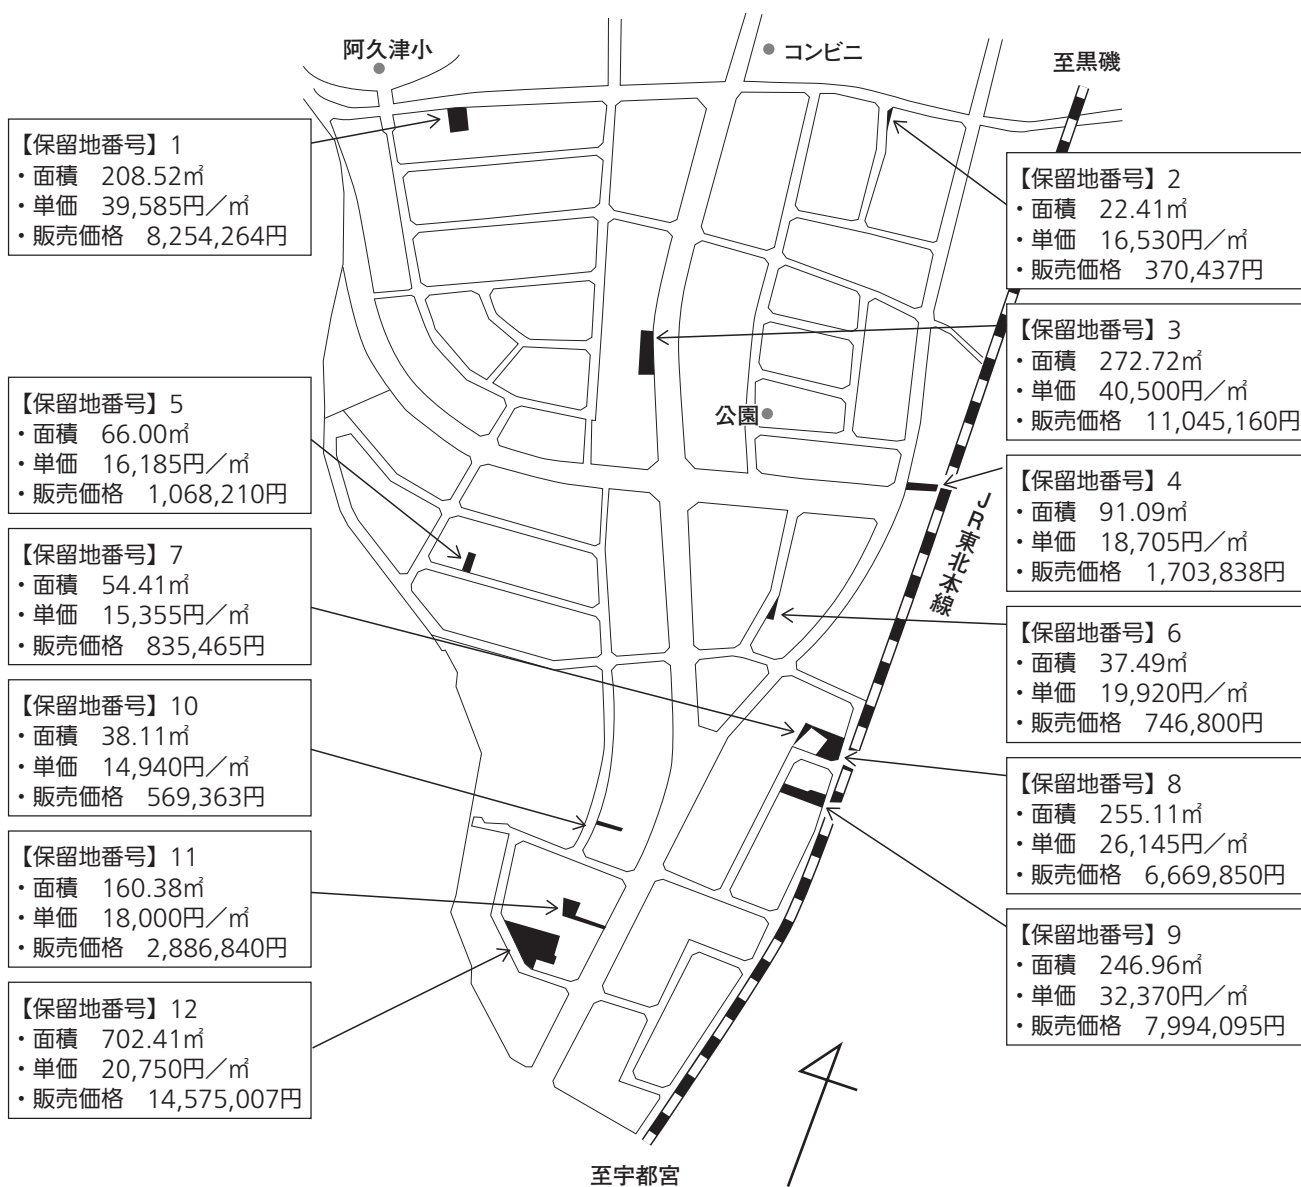 阿久津小
コンビニ
至黒磯
【保留地番号】1
・面積 208.52㎡
・単価 39,585円／㎡
・販売価格 8,254,264円
【保留地番号】2
・面積 22.41㎡
・単価 16,530円／㎡
・販売価格 370,437円
【保留地番号】3
・面積 272.72㎡
・単価 40,500円／㎡
・販売価格 11,045,160円
公園
【保留地番号】5
・面積 66.00㎡
・単価 16,185円／㎡
・販売価格 1,068,210円
【保留地番号】4
・面積 91.09㎡
・単価 18,705円／㎡
・販売価格 1,703,838円
JR東北本線
【保留地番号】7
・面積 54.41㎡
・単価 15,355円／㎡
・販売価格 835,465円
【保留地番号】6
・面積 37.49㎡
・単価 19,920円／㎡
・販売価格 746,800円
【保留地番号】10
・面積 38.11㎡
・単価 14,940円／㎡
・販売価格 569,363円
【保留地番号】8
・面積 255.11㎡
・単価 26,145円／㎡
・販売価格 6,669,850円
【保留地番号】11
・面積 160.38㎡
・単価 18,000円／㎡
・販売価格 2,886,840円
【保留地番号】9
・面積 246.96㎡
・単価 32,370円／㎡
・販売価格 7,994,095円
【保留地番号】12
・面積 702.41㎡
・単価 20,750円／㎡
・販売価格 14,575,007円
至宇都宮